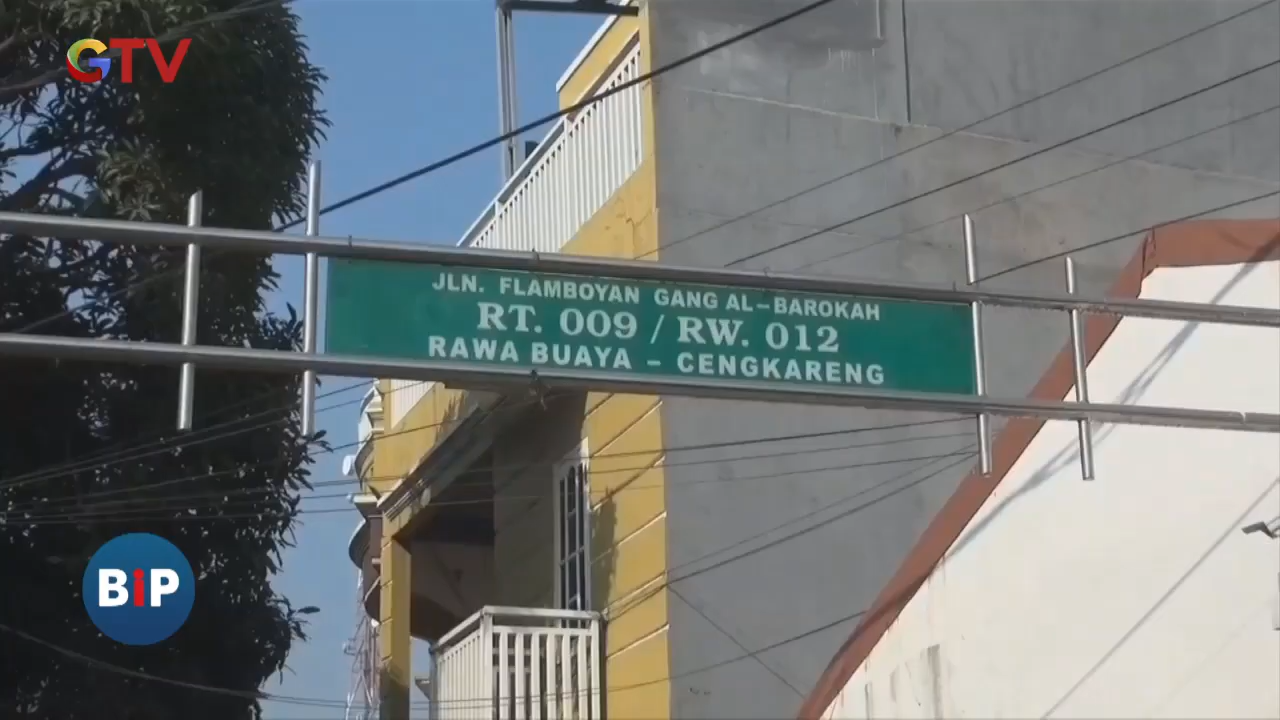 GTV
JLN. FLAMBOYAN GANG AL-BAROKAH
RT. 009 / RW. 012
RAWA BUAYA - CENGKARENG
BiP